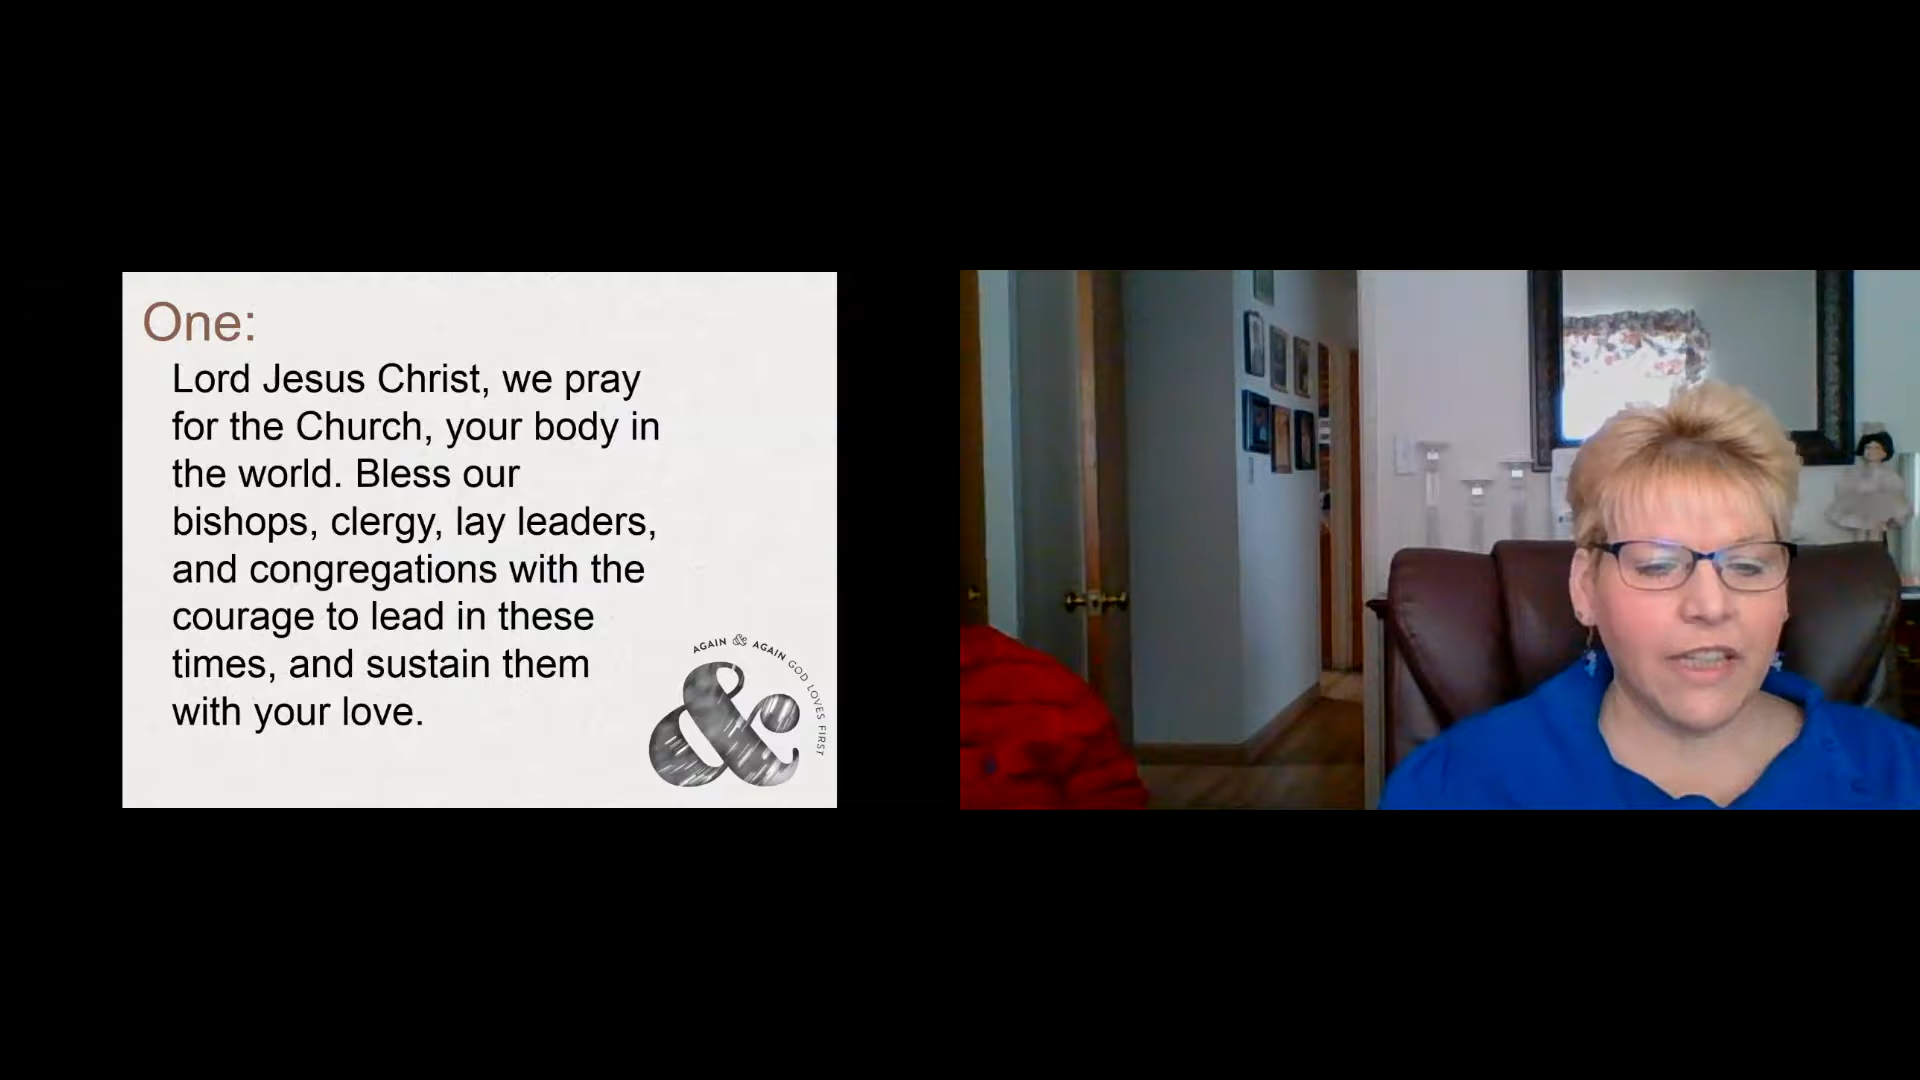 One:
Lord Jesus Christ, we pray
for the Church, your body in
the world. Bless our
bishops, clergy, lay leaders,
and congregations with the
courage to lead in these
times, and sustain them
with your love.
AGAIN & AGAIN GOD LOVES FIRST
&